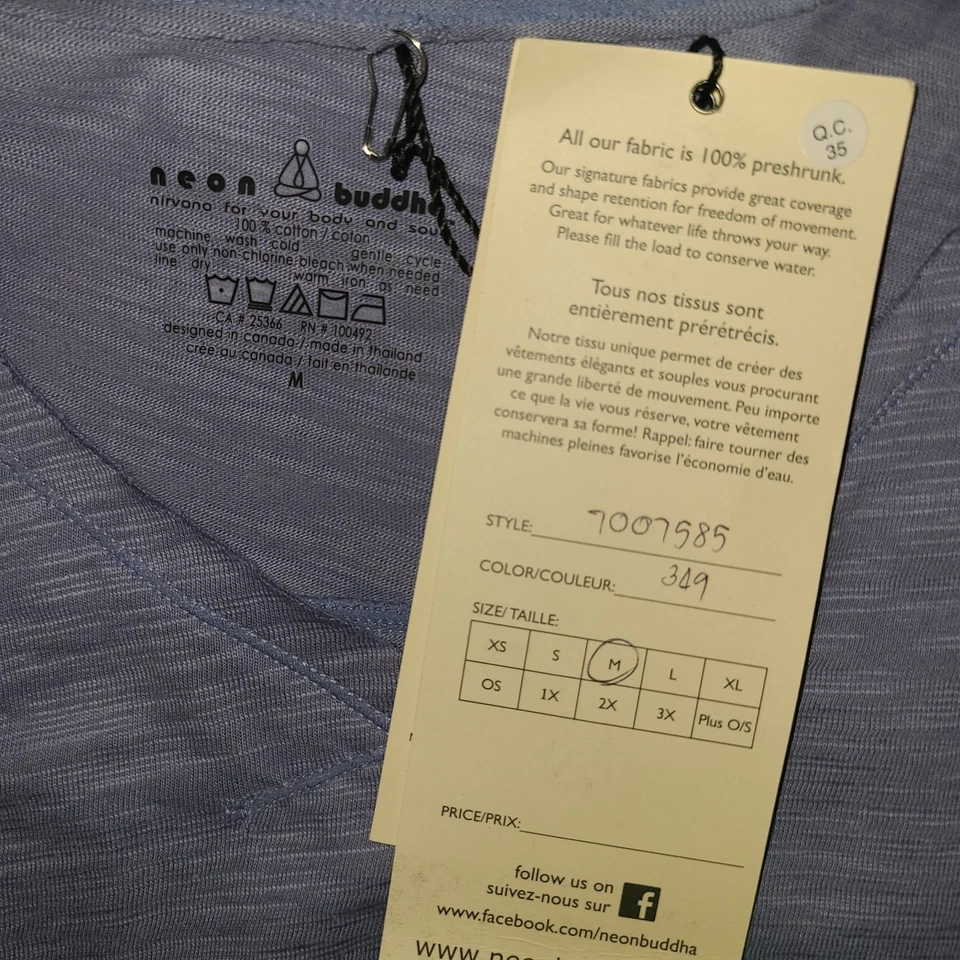 neon buddha
nirvana for your body and soul
100% cotton / coton
machine wash cold gentle cycle
use only non-chlorine bleach when needed
line dry warm iron as need
CA # 25366 RN # 100492
designed in canada / made in thailand
créé au canada / fait en thailande
M
Q.C.
35
All our fabric is 100% preshrunk.
Our signature fabrics provide great coverage
and shape retention for freedom of movement.
Great for whatever life throws your way.
Please fill the load to conserve water.
Tous nos tissus sont
entièrement prérétrécis.
Notre tissu unique permet de créer des
vêtements élégants et souples vous procurant
une grande liberté de mouvement. Peu importe
ce que la vie vous réserve, votre vêtement
conservera sa forme! Rappel: faire tourner des
machines pleines favorise l'économie d'eau.
STYLE: 7007585
COLOR/COULEUR: 349
SIZE/ TAILLE:
XS S M L XL
OS 1X 2X 3X Plus O/S
PRICE/PRIX:
follow us on
suivez-nous sur f
www.facebook.com/neonbuddha